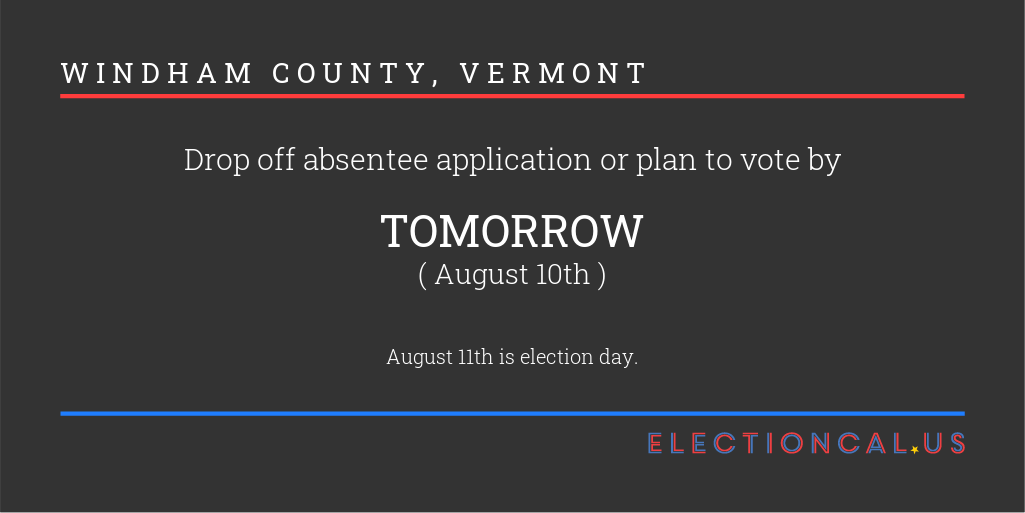 WINDHAM COUNTY, VERMONT
Drop off absentee application or plan to vote by
TOMORROW
( August 10th )
August 11th is election day.
ELECTIONCAL.US